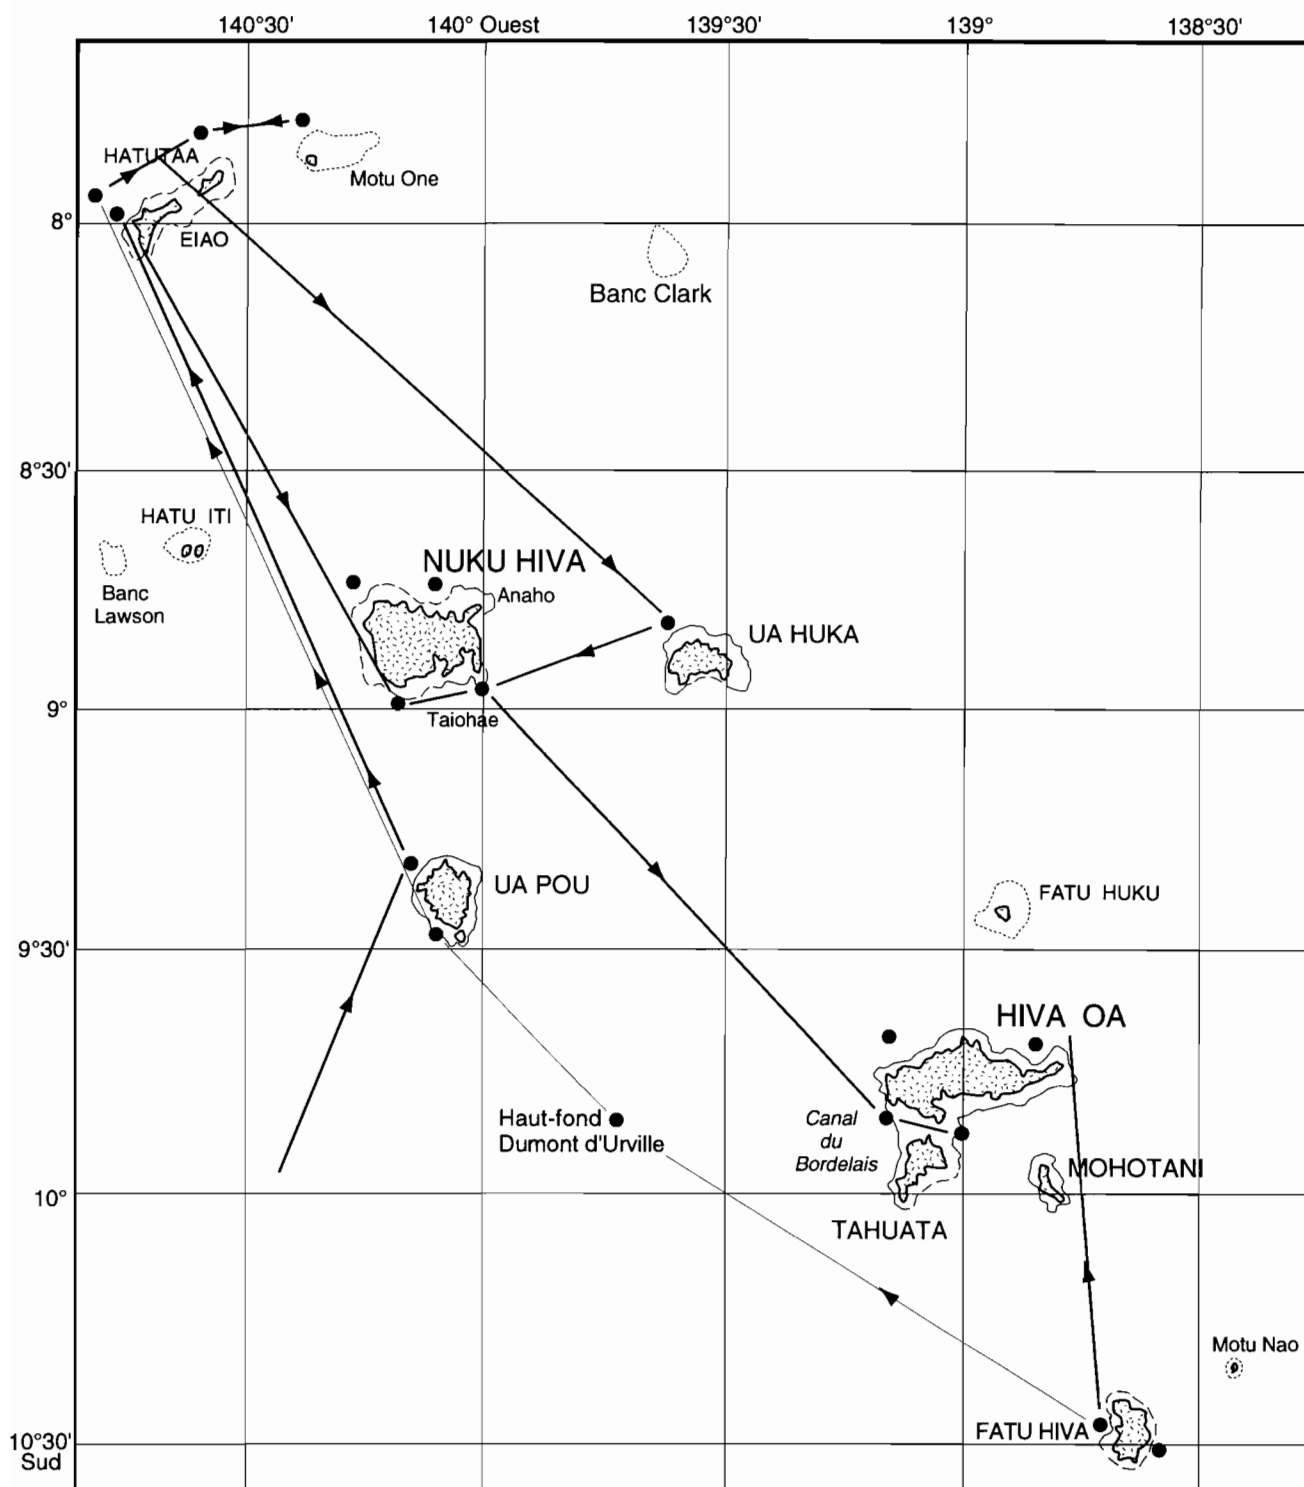 140°30'
140° Ouest
139°30'
139°
138°30'
HATUTAA
Motu One
8°
EIAO
Banc Clark
8°30'
HATU ITI
NUKU HIVA
Banc
Lawson
Anaho
UA HUKA
9°
Taiohae
UA POU
FATU HUKU
9°30'
HIVA OA
Haut-fond
Dumont d'Urville
Canal
du
Bordelais
MOHOTANI
10°
TAHUATA
Motu Nao
FATU HIVA
10°30'
Sud